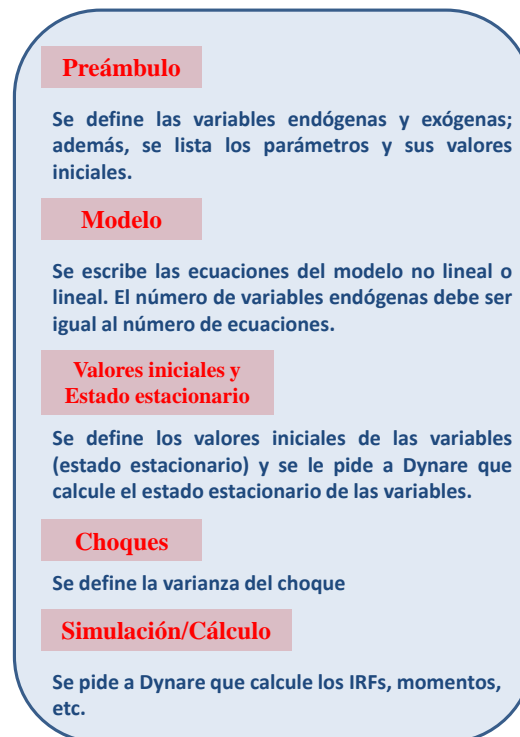 Preámbulo
Se define las variables endógenas y exógenas;
además, se lista los parámetros y sus valores
iniciales.
Modelo
Se escribe las ecuaciones del modelo no lineal o
lineal. El número de variables endógenas debe ser
igual al número de ecuaciones.
Valores iniciales y
Estado estacionario
Se define los valores iniciales de las variables
(estado estacionario) y se le pide a Dynare que
calcule el estado estacionario de las variables.
Choques
Se define la varianza del choque
Simulación/Cálculo
Se pide a Dynare que calcule los IRFs, momentos,
etc.